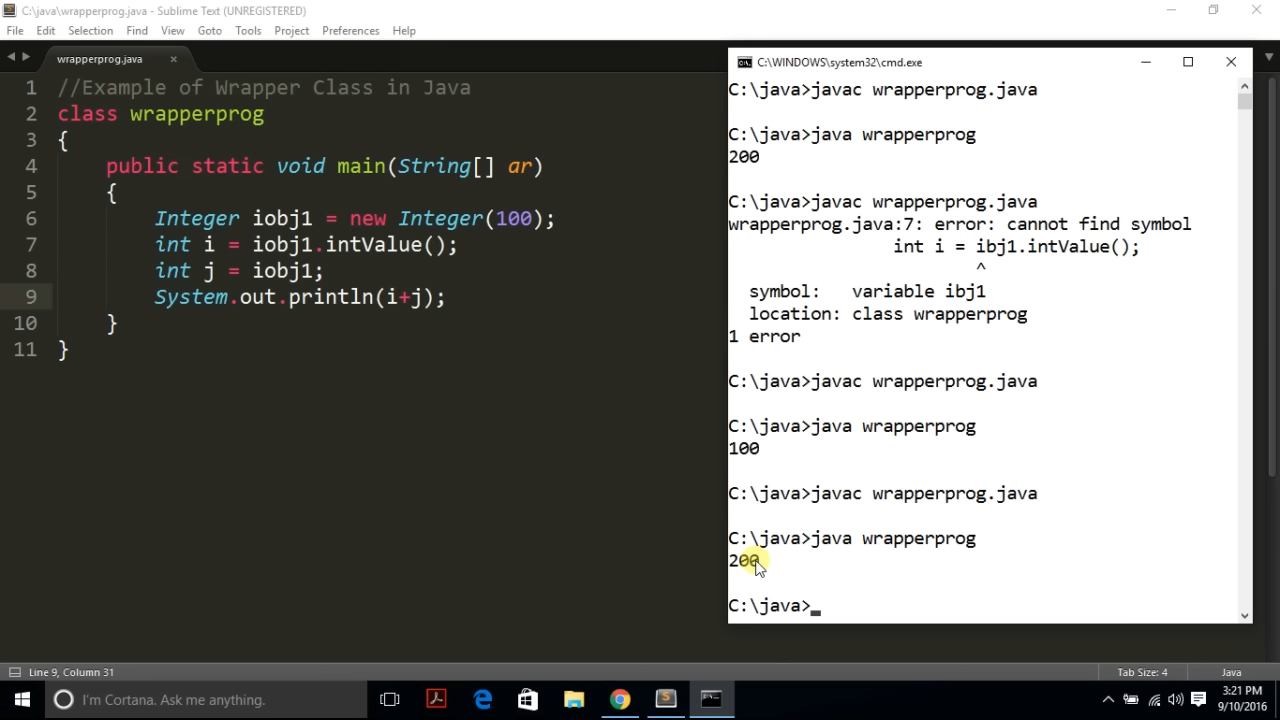 C:\java\wrapperprog.java - Sublime Text (UNREGISTERED)
File Edit Selection Find View Goto Tools Project Preferences Help
wrapperprog.java ×
1 //Example of Wrapper Class in Java
2 class wrapperprog
3 {
4 public static void main(String[] ar)
5 {
6 Integer iobj1 = new Integer(100);
7 int i = iobj1.intValue();
8 int j = iobj1;
9 System.out.println(i+j);
10 }
11 }
C:\WINDOWS\system32\cmd.exe
C:\java>javac wrapperprog.java
C:\java>java wrapperprog
200
C:\java>javac wrapperprog.java
wrapperprog.java:7: error: cannot find symbol
int i = ibj1.intValue();
^
symbol: variable ibj1
location: class wrapperprog
1 error
C:\java>javac wrapperprog.java
C:\java>java wrapperprog
100
C:\java>javac wrapperprog.java
C:\java>java wrapperprog
200
C:\java>_
Line 9, Column 31
Tab Size: 4
Java
I'm Cortana. Ask me anything.
3:21 PM
9/10/2016